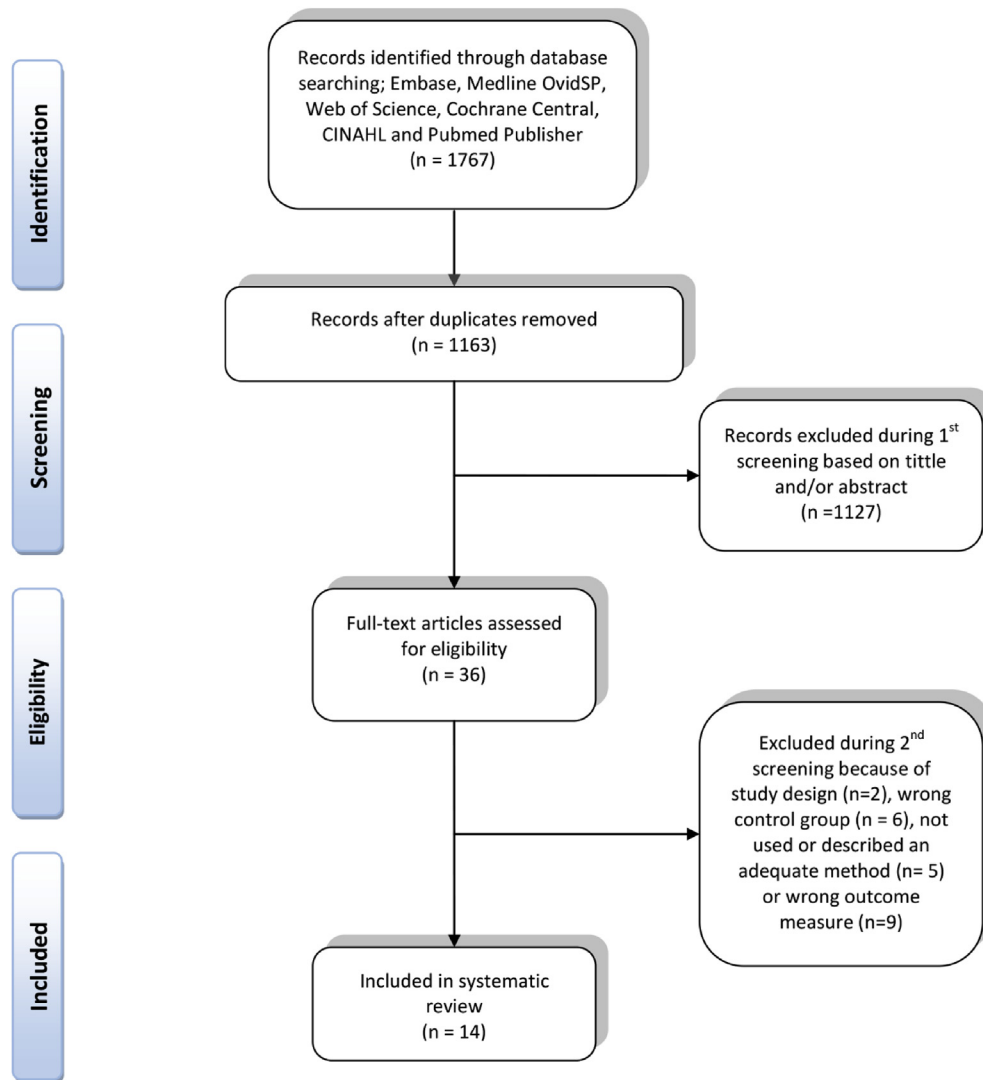 Identification
Records identified through database
searching; Embase, Medline OvidSP,
Web of Science, Cochrane Central,
CINAHL and Pubmed Publisher
(n = 1767)
Records after duplicates removed
(n = 1163)
Screening
Records excluded during 1st
screening based on tittle
and/or abstract
(n =1127)
Eligibility
Full-text articles assessed
for eligibility
(n = 36)
Excluded during 2nd
screening because of
study design (n=2), wrong
control group (n = 6), not
used or described an
adequate method (n= 5)
or wrong outcome
measure (n=9)
Included
Included in systematic
review
(n = 14)